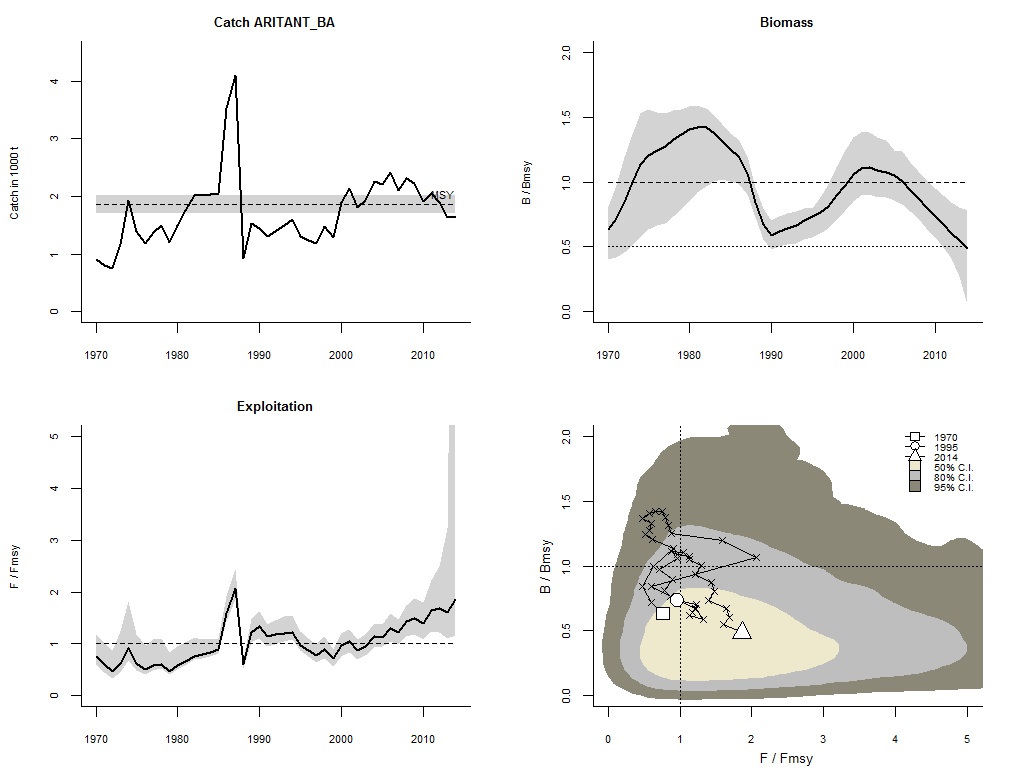 Catch ARITANT_BA
Catch in 1000 t
0 1 2 3 4
MSY
1970 1980 1990 2000 2010
Biomass
B / Bmsy
0.0 0.5 1.0 1.5 2.0
1970 1980 1990 2000 2010
Exploitation
F / Fmsy
0 1 2 3 4 5
1970 1980 1990 2000 2010
1970
1995
2014
50% C.I.
80% C.I.
95% C.I.
B / Bmsy
0.0 0.5 1.0 1.5 2.0
0 1 2 3 4 5
F / Fmsy